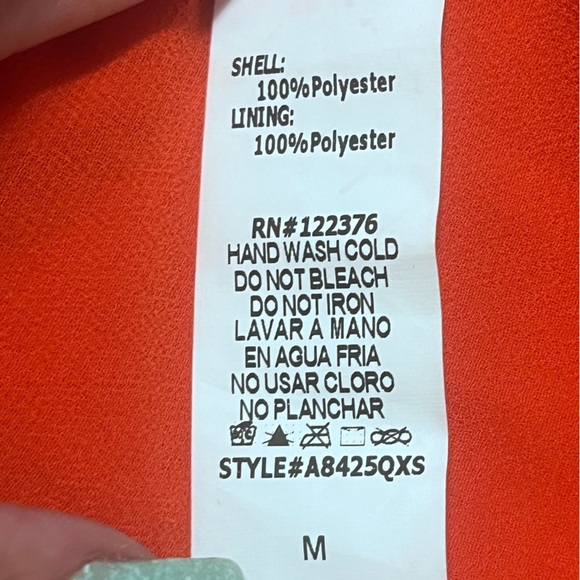 SHELL:
100%Polyester
LINING:
100%Polyester
RN#122376
HAND WASH COLD
DO NOT BLEACH
DO NOT IRON
LAVAR A MANO
EN AGUA FRIA
NO USAR CLORO
NO PLANCHAR
STYLE#A8425QXS
M